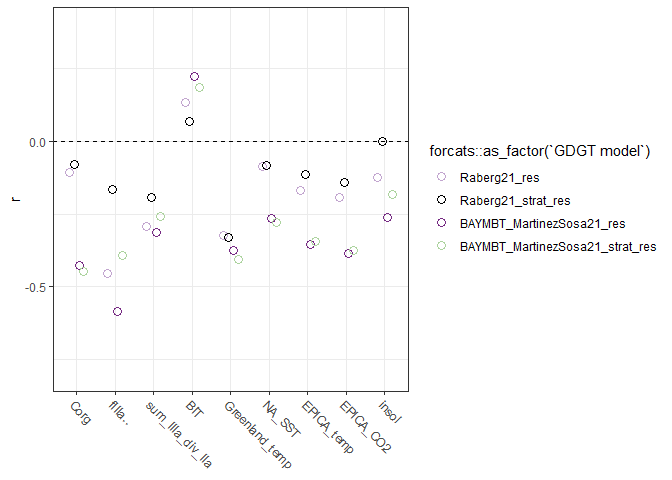 r
0.0
-0.5
Corg
fIIIa..
sum_IIIa_div_IIa
BIT
Greenland_temp
NA_SST
EPICA_temp
EPICA_CO2
insol
forcats::as_factor(`GDGT model`)
Raberg21_res
Raberg21_strat_res
BAYMBT_MartinezSosa21_res
BAYMBT_MartinezSosa21_strat_res